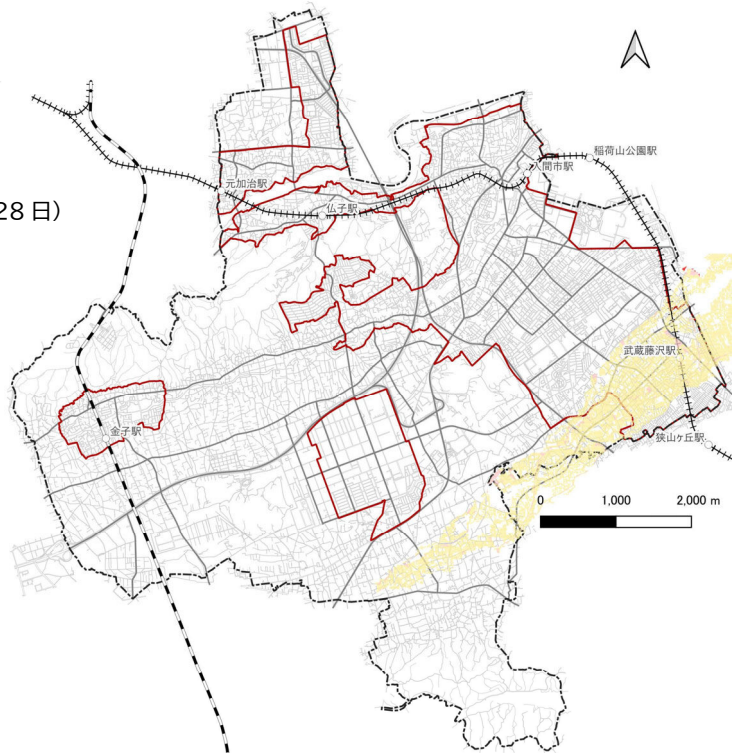 稲荷山公園駅
入間市駅
元加治駅
28 日）
仏子駅
武蔵藤沢駅
金子駅
狭山ヶ丘駅
0 1,000 2,000 m